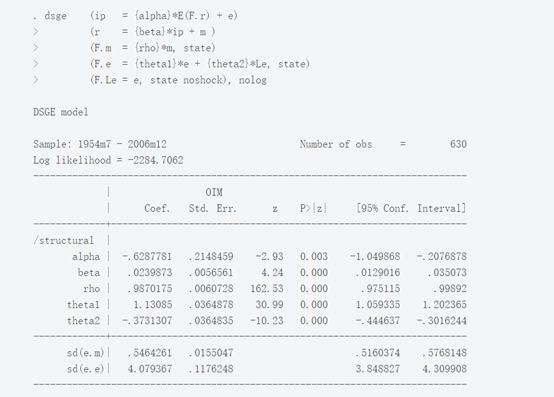 . dsge    (ip   = {alpha}*E(F.r) + e)
>         (r    = {beta}*ip + m )
>         (F.m  = {rho}*m, state)
>         (F.e  = {theta1}*e + {theta2}*Le, state)
>         (F.Le = e, state noshock), nolog
DSGE model
Sample: 1954m7 - 2006m12                    Number of obs   =   630
Log likelihood = -2284.7062
OIM
Coef.   Std. Err.   z   P>|z|   [95% Conf. Interval]
/structural
alpha   -.6287781   .2148459   -2.93   0.003   -1.049868   -.2076878
beta   .0239873   .0056561   4.24   0.000   .0129016   .035073
rho   .9870175   .0060728   162.53   0.000   .975115   .99892
theta1   1.13085   .0364878   30.99   0.000   1.059335   1.202365
theta2   -.3731307   .0364835   -10.23   0.000   -.444637   -.3016244
sd(e.m)   .5464261   .0155047   .5160374   .5768148
sd(e.e)   4.079367   .1176248   3.848827   4.309908